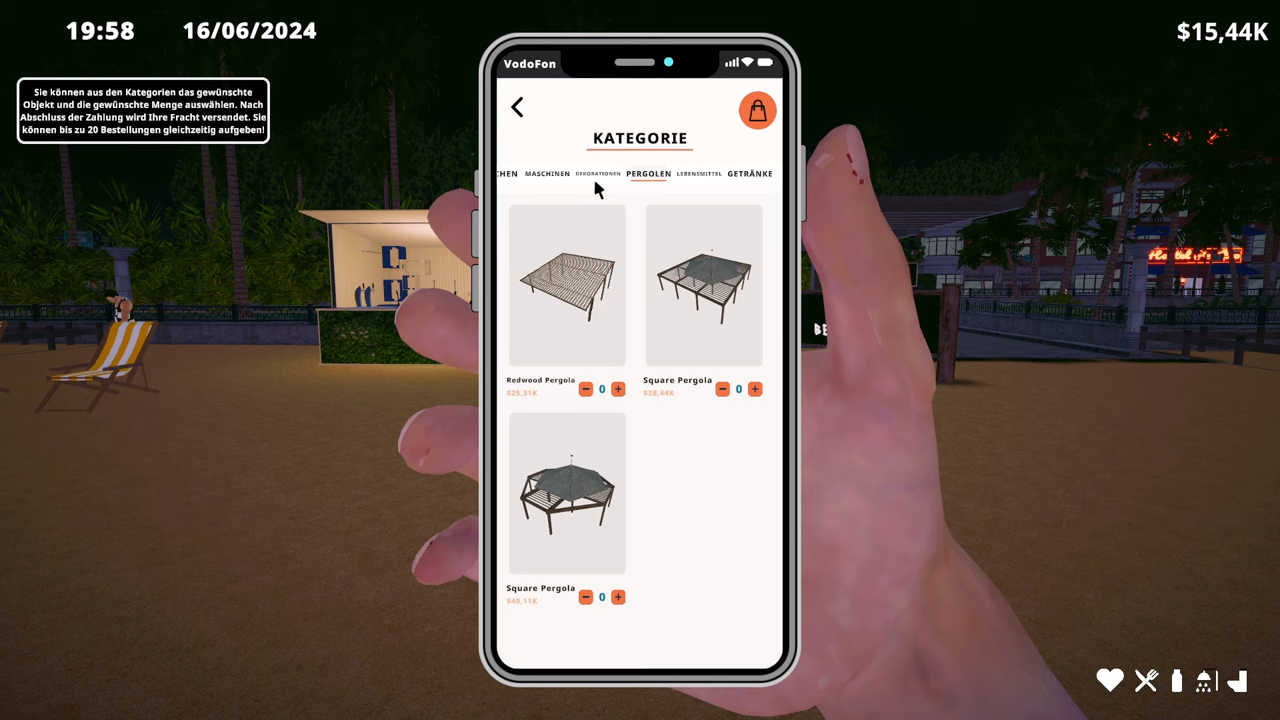 19:58
16/06/2024
$15,44K
Sie können aus den Kategorien das gewünschte
Objekt und die gewünschte Menge auswählen. Nach
Abschluss der Zahlung wird Ihre Fracht versendet. Sie
können bis zu 20 Bestellungen gleichzeitig aufgeben!
VodoFon
KATEGORIE
CHEN MASCHINEN DEKORATIONEN PERGOLEN LEBENSMITTEL GETRÄNKE
Redwood Pergola
$25,31K
− 0 +
Square Pergola
$28,44K
− 0 +
Square Pergola
$40,11K
− 0 +
BE